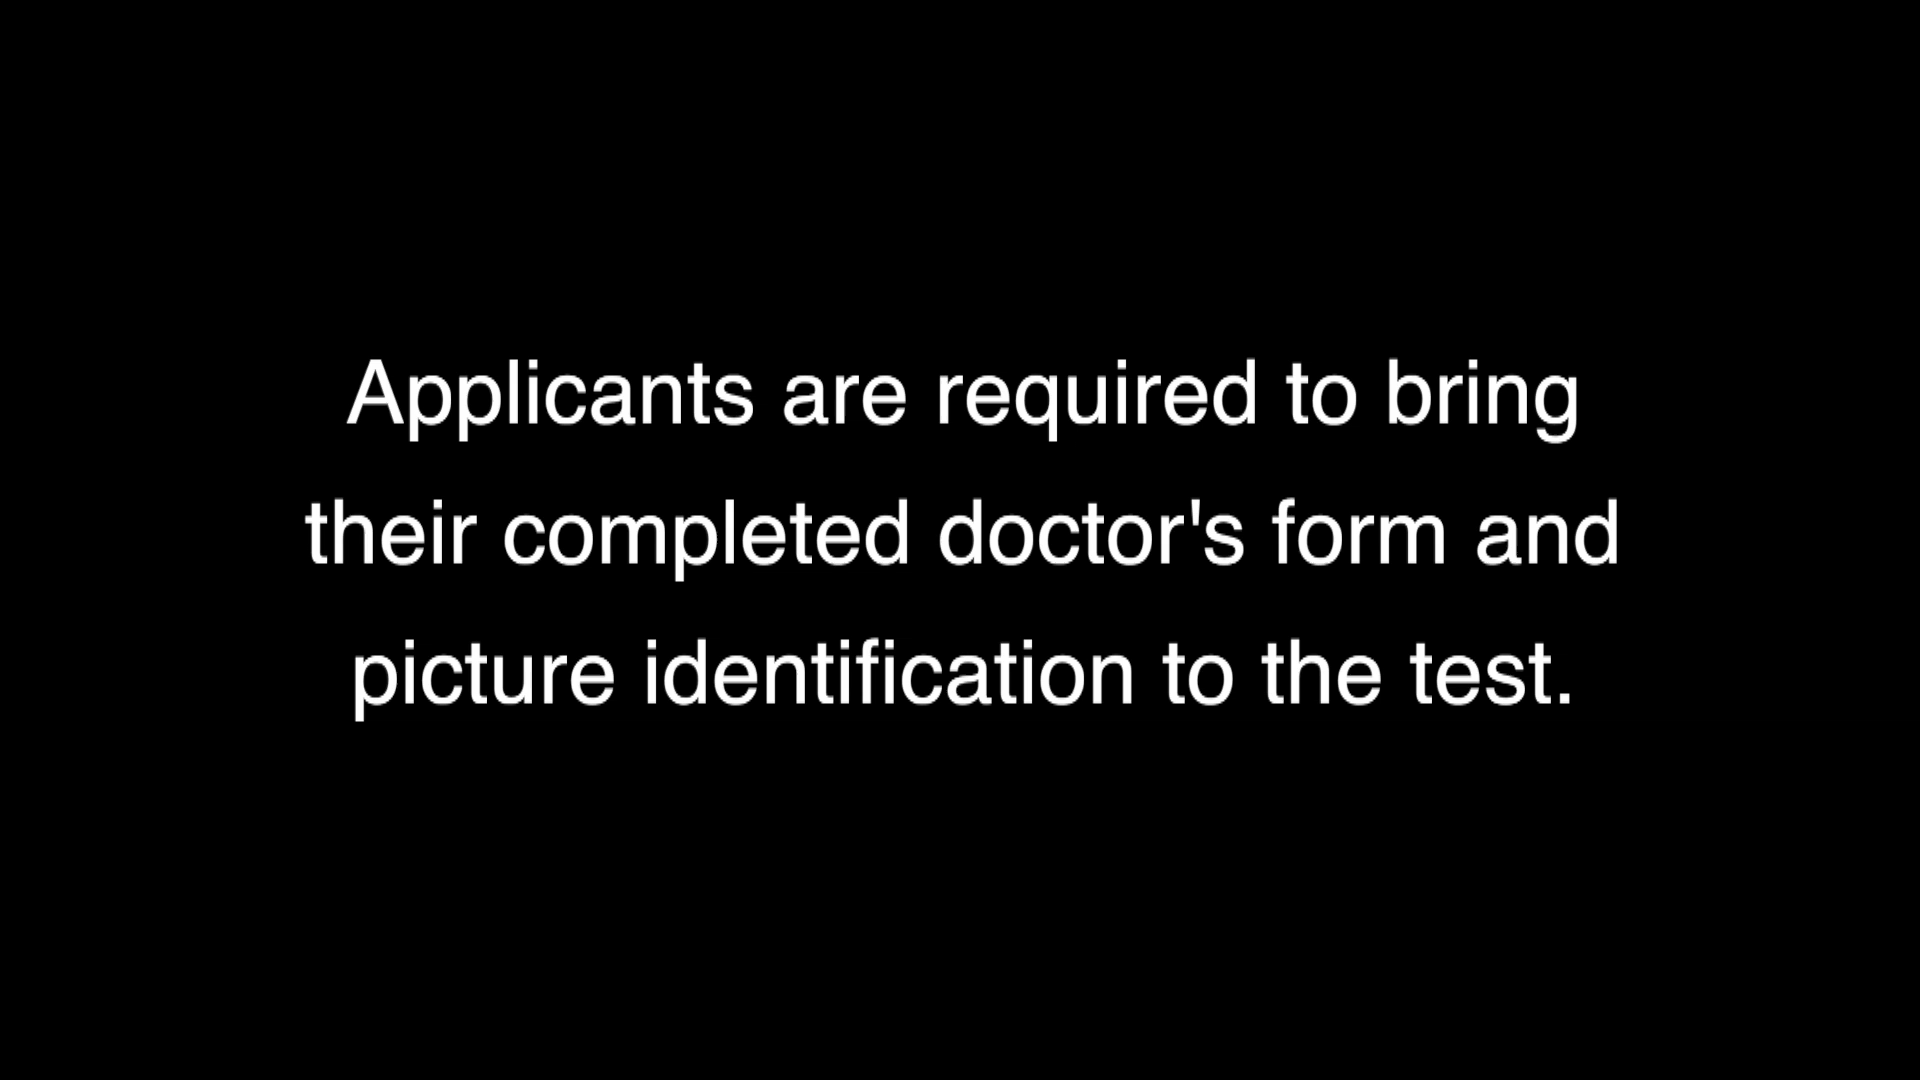 Applicants are required to bring
their completed doctor's form and
picture identification to the test.